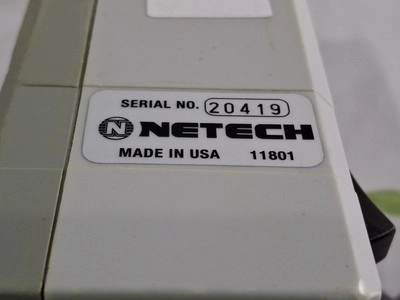 SERIAL NO. 20419
N NETECH
MADE IN USA 11801